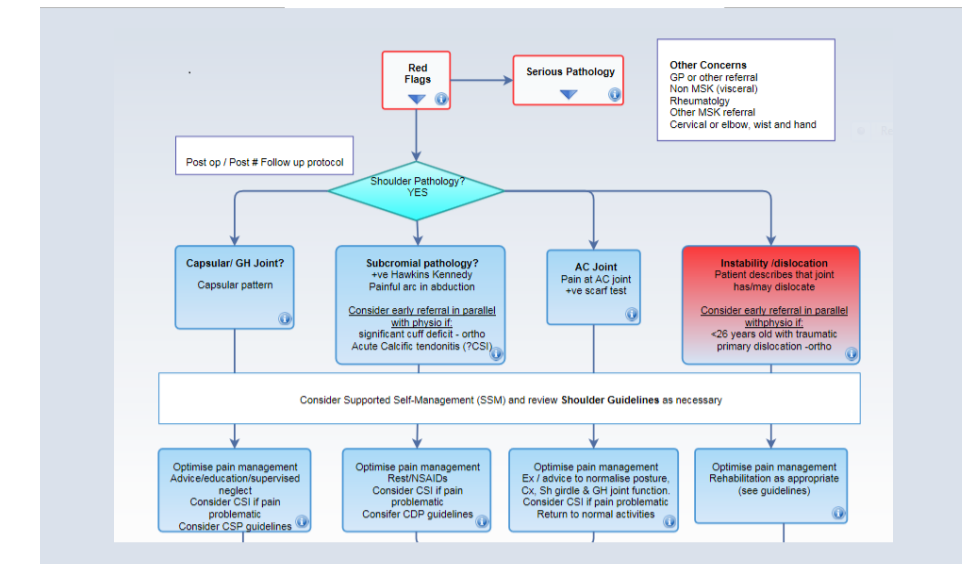 Red
Flags
Serious Pathology
Other Concerns
GP or other referral
Non MSK (visceral)
Rheumatolgy
Other MSK referral
Cervical or elbow, wist and hand
Post op / Post # Follow up protocol
Shoulder Pathology?
YES
Capsular/ GH Joint?
Capsular pattern
Subcromial pathology?
+ve Hawkins Kennedy
Painful arc in abduction
Consider early referral in parallel
with physio if:
significant cuff deficit - ortho
Acute Calcific tendonitis (?CSI)
AC Joint
Pain at AC joint
+ve scarf test
Instability /dislocation
Patient describes that joint
has/may dislocate
Consider early referral in parallel
withphysio if:
<26 years old with traumatic
primary dislocation -ortho
Consider Supported Self-Management (SSM) and review Shoulder Guidelines as necessary
Optimise pain management
Advice/education/supervised
neglect
Consider CSI if pain
problematic
Consider CSP guidelines
Optimise pain management
Rest/NSAIDs
Consider CSI if pain
problematic
Consifer CDP guidelines
Optimise pain management
Ex / advice to normalise posture,
Cx, Sh girdle & GH joint function.
Consider CSI if pain problematic
Return to normal activities
Optimise pain management
Rehabilitation as appropriate
(see guidelines)